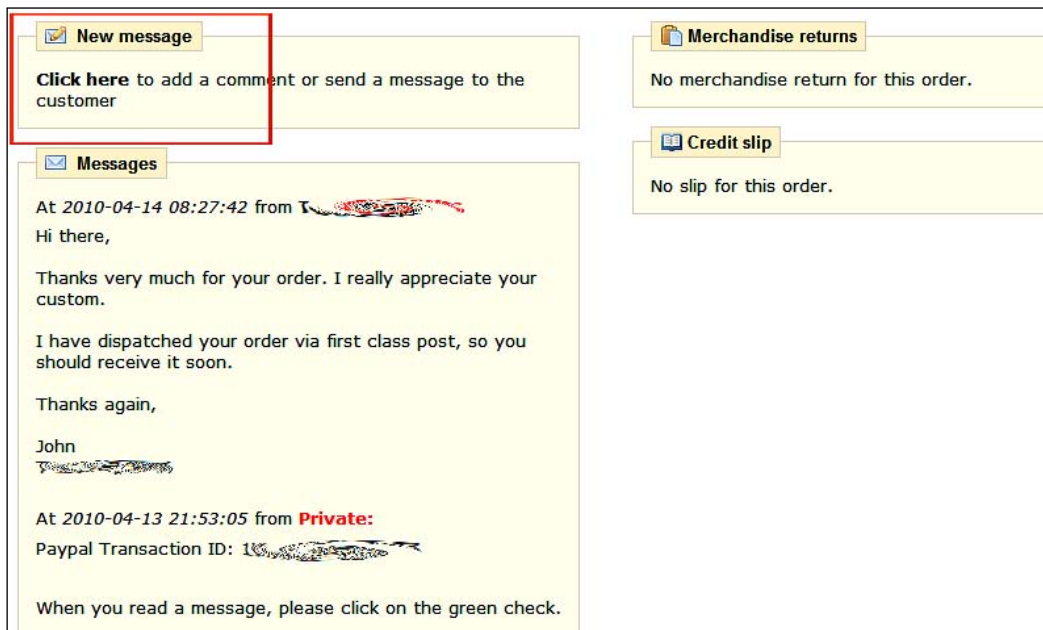 New message
Click here to add a comment or send a message to the
customer
Messages
At 2010-04-14 08:27:42 from
Hi there,
Thanks very much for your order. I really appreciate your
custom.
I have dispatched your order via first class post, so you
should receive it soon.
Thanks again,
John
At 2010-04-13 21:53:05 from Private:
Paypal Transaction ID:
When you read a message, please click on the green check.
Merchandise returns
No merchandise return for this order.
Credit slip
No slip for this order.